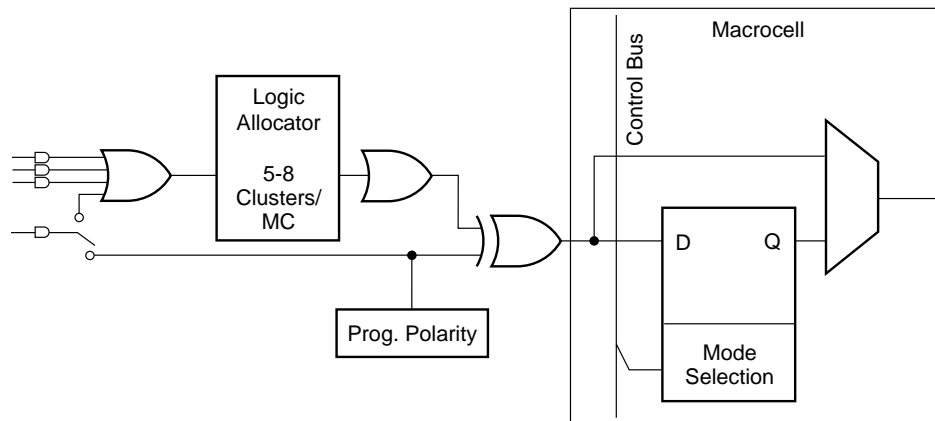 Macrocell
Control Bus
Logic
Allocator
5-8
Clusters/
MC
D
Q
Prog. Polarity
Mode
Selection